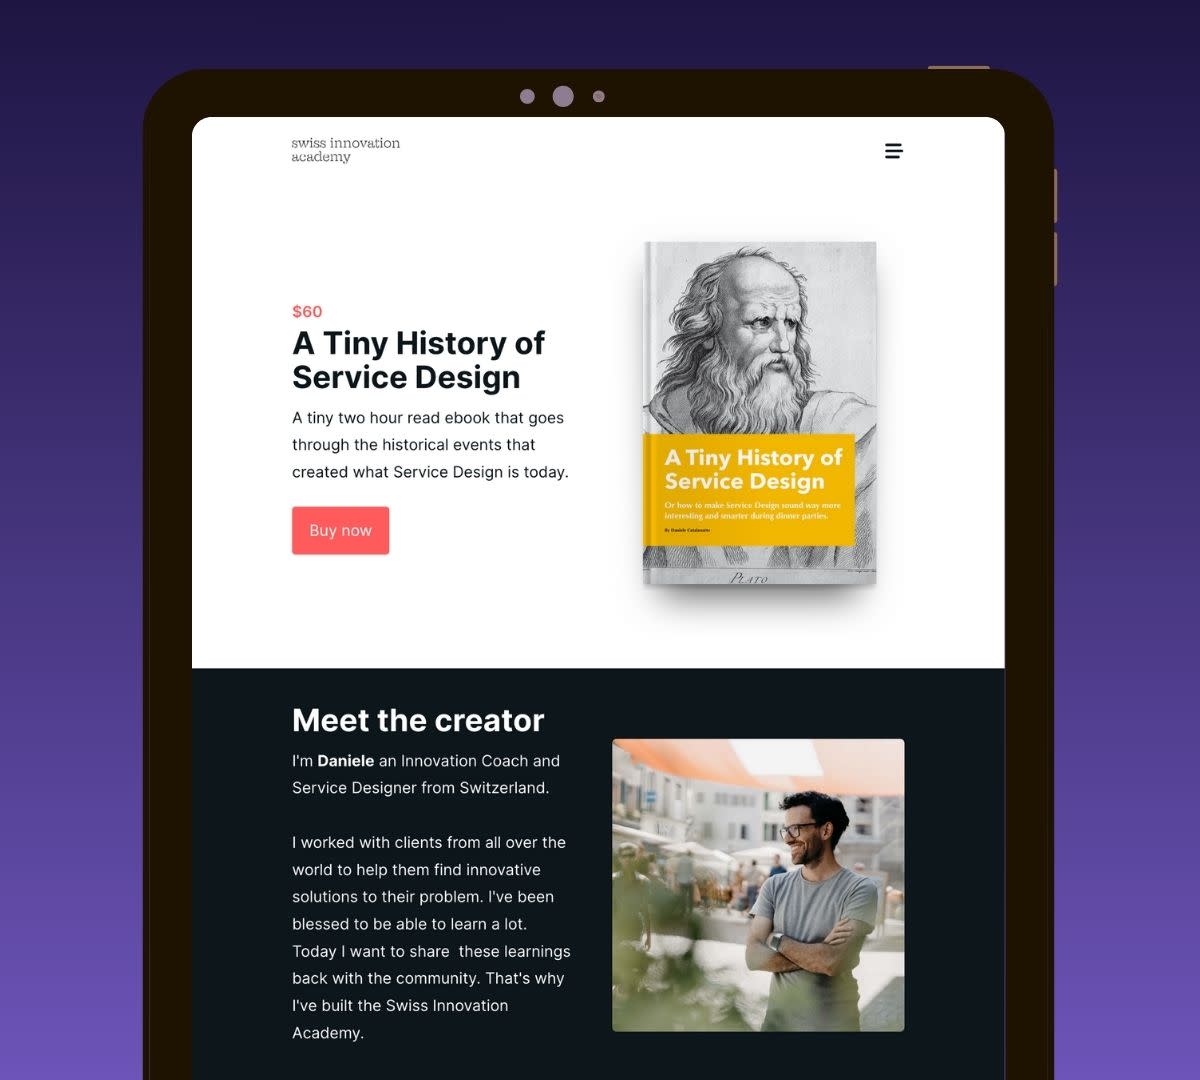 swiss innovation
academy
$60
A Tiny History of
Service Design
A tiny two hour read ebook that goes
through the historical events that
created what Service Design is today.
Buy now
A Tiny History of
Service Design
Or how to make Service Design sound way more
interesting and smarter during dinner parties.
By Daniele Catalanotto
PLATO
Meet the creator
I'm Daniele an Innovation Coach and
Service Designer from Switzerland.
I worked with clients from all over the
world to help them find innovative
solutions to their problem. I've been
blessed to be able to learn a lot.
Today I want to share  these learnings
back with the community. That's why
I've built the Swiss Innovation
Academy.